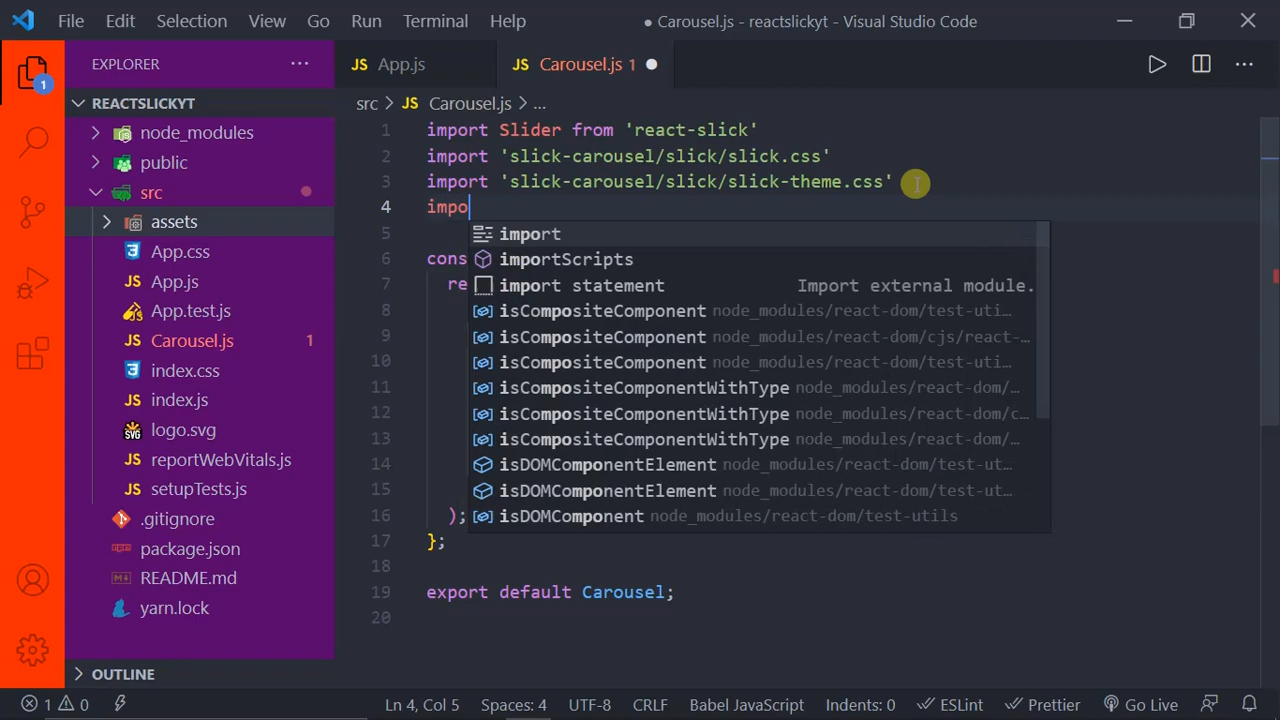 File Edit Selection View Go Run Terminal Help ● Carousel.js - reactslickyt - Visual Studio Code
EXPLORER ···
JS App.js
JS Carousel.js 1
1
REACTSLICKYT
node_modules
public
src
assets
App.css
JS App.js
App.test.js
JS Carousel.js 1
index.css
JS index.js
SVG logo.svg
JS reportWebVitals.js
JS setupTests.js
.gitignore
package.json
README.md
yarn.lock
OUTLINE
src > JS Carousel.js > ...
1 import Slider from 'react-slick'
2 import 'slick-carousel/slick/slick.css'
3 import 'slick-carousel/slick/slick-theme.css'
4 impo
5
6 cons
7 re
8
9
10
11
12
13
14
15
16 );
17 };
18
19 export default Carousel;
20
import
importScripts
import statement Import external module.
isCompositeComponent node_modules/react-dom/test-uti…
isCompositeComponent node_modules/react-dom/cjs/react-…
isCompositeComponent node_modules/react-dom/test-uti…
isCompositeComponentWithType node_modules/react-dom/…
isCompositeComponentWithType node_modules/react-dom/c…
isCompositeComponentWithType node_modules/react-dom/…
isDOMComponentElement node_modules/react-dom/test-ut…
isDOMComponentElement node_modules/react-dom/test-ut…
isDOMComponent node_modules/react-dom/test-utils
1 0 Ln 4, Col 5 Spaces: 4 UTF-8 CRLF Babel JavaScript Indents: 0 ESLint Prettier Go Live